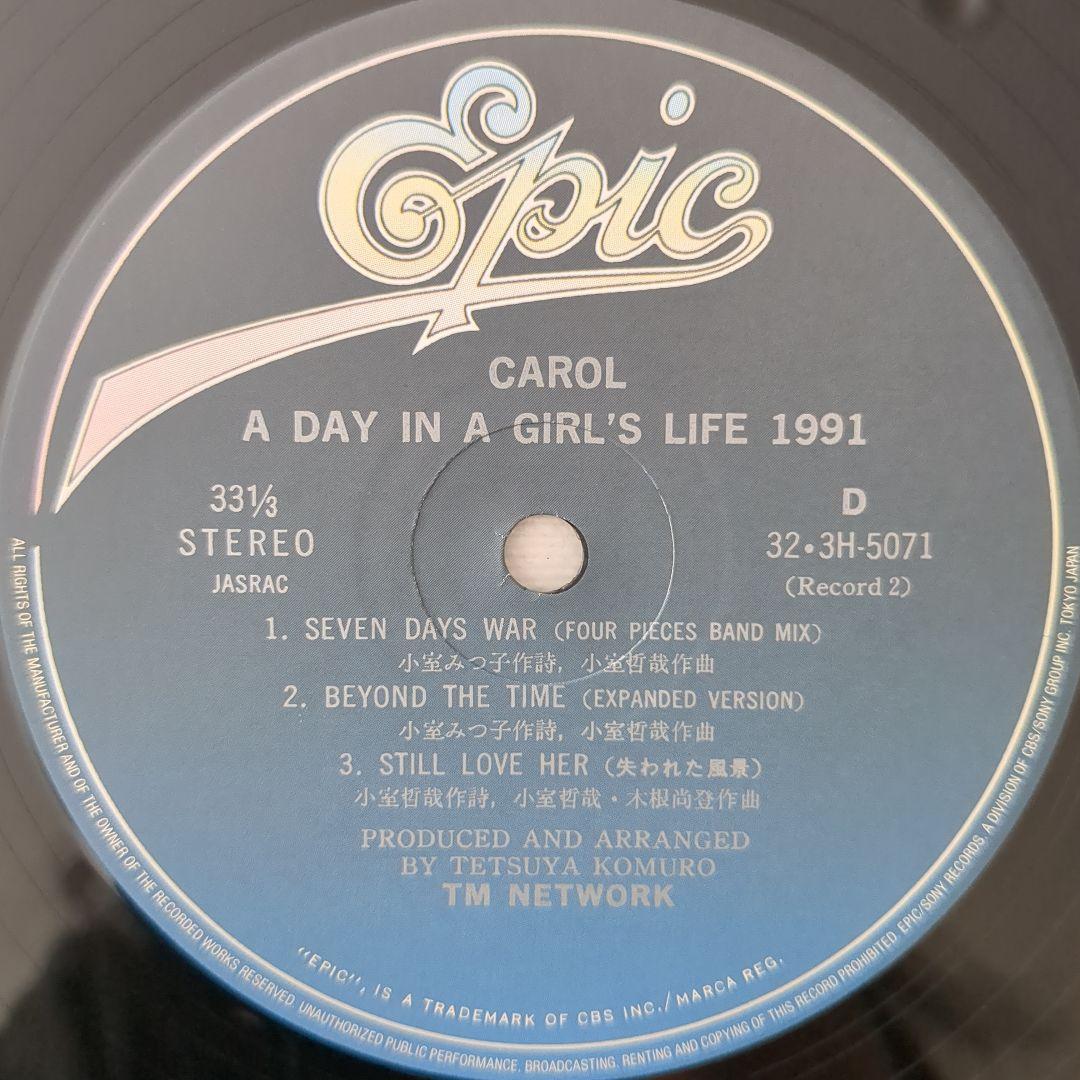 Epic
CAROL
A DAY IN A GIRL'S LIFE 1991
33⅓
STEREO
JASRAC
D
32•3H-5071
(Record 2)
1. SEVEN DAYS WAR (FOUR PIECES BAND MIX)
小室みつ子作詩, 小室哲哉作曲
2. BEYOND THE TIME (EXPANDED VERSION)
小室みつ子作詩, 小室哲哉作曲
3. STILL LOVE HER (失われた風景)
小室哲哉作詩, 小室哲哉・木根尚登作曲
PRODUCED AND ARRANGED
BY TETSUYA KOMURO
TM NETWORK
"EPIC", IS A TRADEMARK OF CBS INC./MARCA REG.
ALL RIGHTS OF THE MANUFACTURER AND OF THE OWNER OF THE RECORDED WORKS RESERVED. UNAUTHORIZED PUBLIC PERFORMANCE, BROADCASTING, RENTING AND COPYING OF THIS RECORD PROHIBITED. EPIC/SONY RECORDS. A DIVISION OF CBS/SONY GROUP INC. TOKYO JAPAN